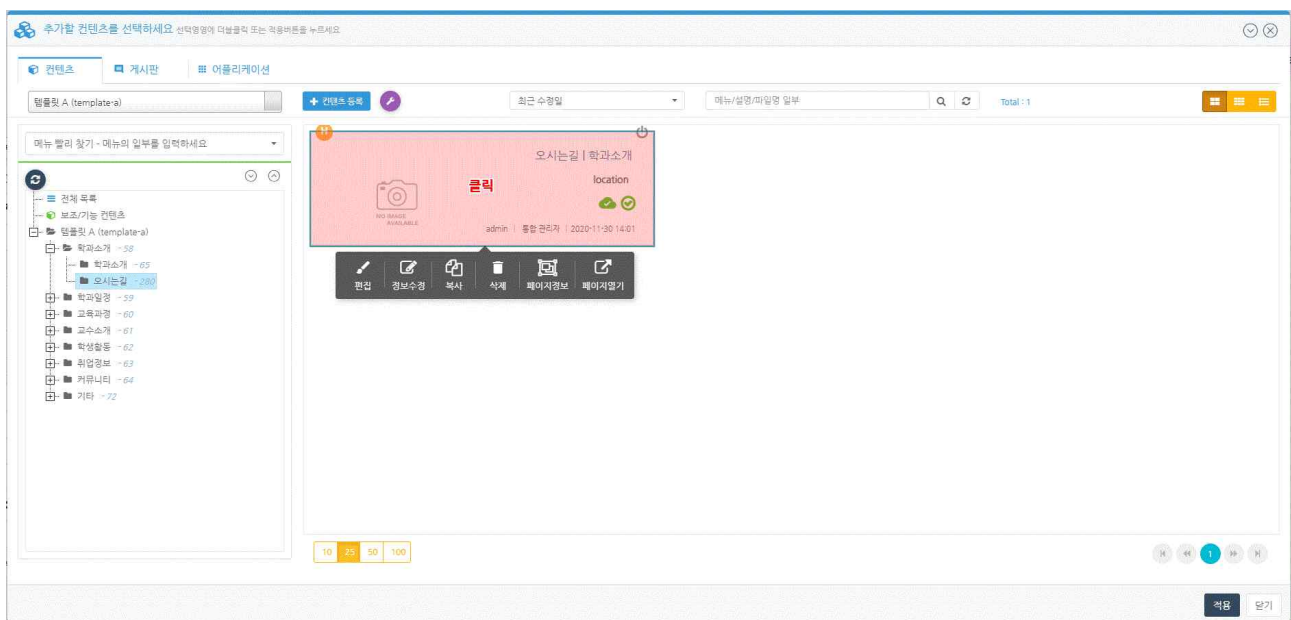 추가할 컨텐츠를 선택하세요 선택영영에 더블클릭 또는 적용버튼을 누르세요
컨텐츠 게시판 어플리케이션
템플릿 A (template-a) + 컨텐츠 등록 최근 수정일 메뉴/설명/파일명 일부 Total : 1
메뉴 빨리 찾기 - 메뉴의 일부를 입력하세요
전체 목록
보조/기능 컨텐츠
템플릿 A (template-a)
학과소개 -58
학과소개 -65
오시는길 -280
학과일정 -59
교육과정 -60
교수소개 -61
학생활동 -62
취업정보 -63
커뮤니티 -64
기타 -72
오시는길 | 학과소개
클릭
location
NO IMAGE
AVAILABLE
admin | 통합 관리자 | 2020-11-30 14:01
편집 정보수정 복사 삭제 페이지정보 페이지열기
10 25 50 100
1
적용 닫기